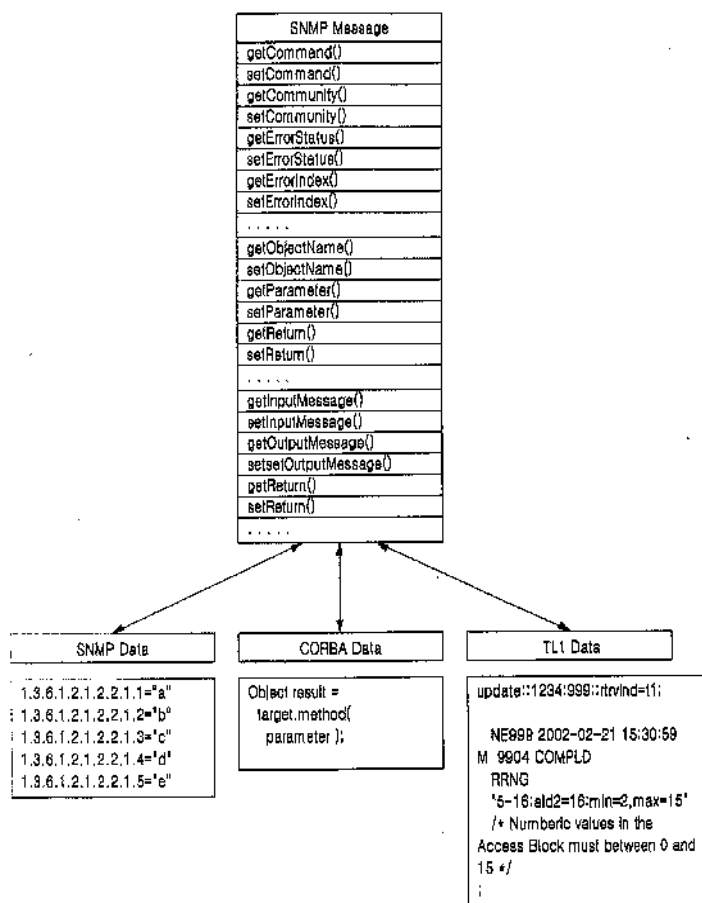 SNMP Message
getCommand()
setCommand()
getCommunity()
setCommunity()
getErrorStatus()
setErrorStatus()
getErrorIndex()
setErrorIndex()
. . . . .
getObjectName()
setObjectName()
getParameter()
setParameter()
getReturn()
setReturn()
. . . . .
getInputMessage()
setInputMessage()
getOutputMessage()
setsetOutputMessage()
getReturn()
setReturn()
. . . . .
SNMP Data
1.3.6.1.2.1.2.2.1.1="a"
1.3.6.1.2.1.2.2.1.2="b"
1.3.6.1.2.1.2.2.1.3="c"
1.3.6.1.2.1.2.2.1.4="d"
1.3.6.1.2.1.2.2.1.5="e"
CORBA Data
Object result =
target.method(
parameter );
TL1 Data
update::1234:999::rtrvind=t1;
NE999 2002-02-21 15:30:59
M 9904 COMPLD
RRNG
"5-16:aid2=16:min=2,max=15"
/* Numberic values in the
Access Block must between 0 and
15 */
;